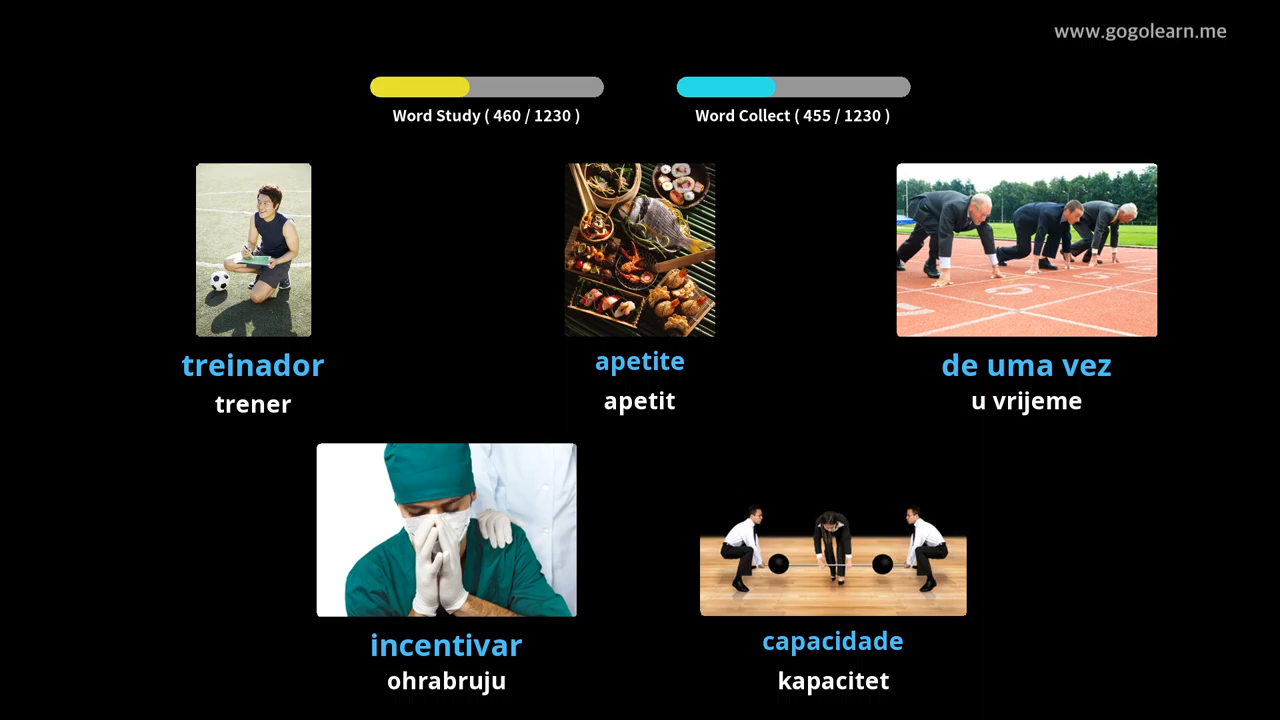 www.gogolearn.me
Word Study ( 460 / 1230 )
Word Collect ( 455 / 1230 )
treinador
trener
apetite
apetit
de uma vez
u vrijeme
incentivar
ohrabruju
capacidade
kapacitet